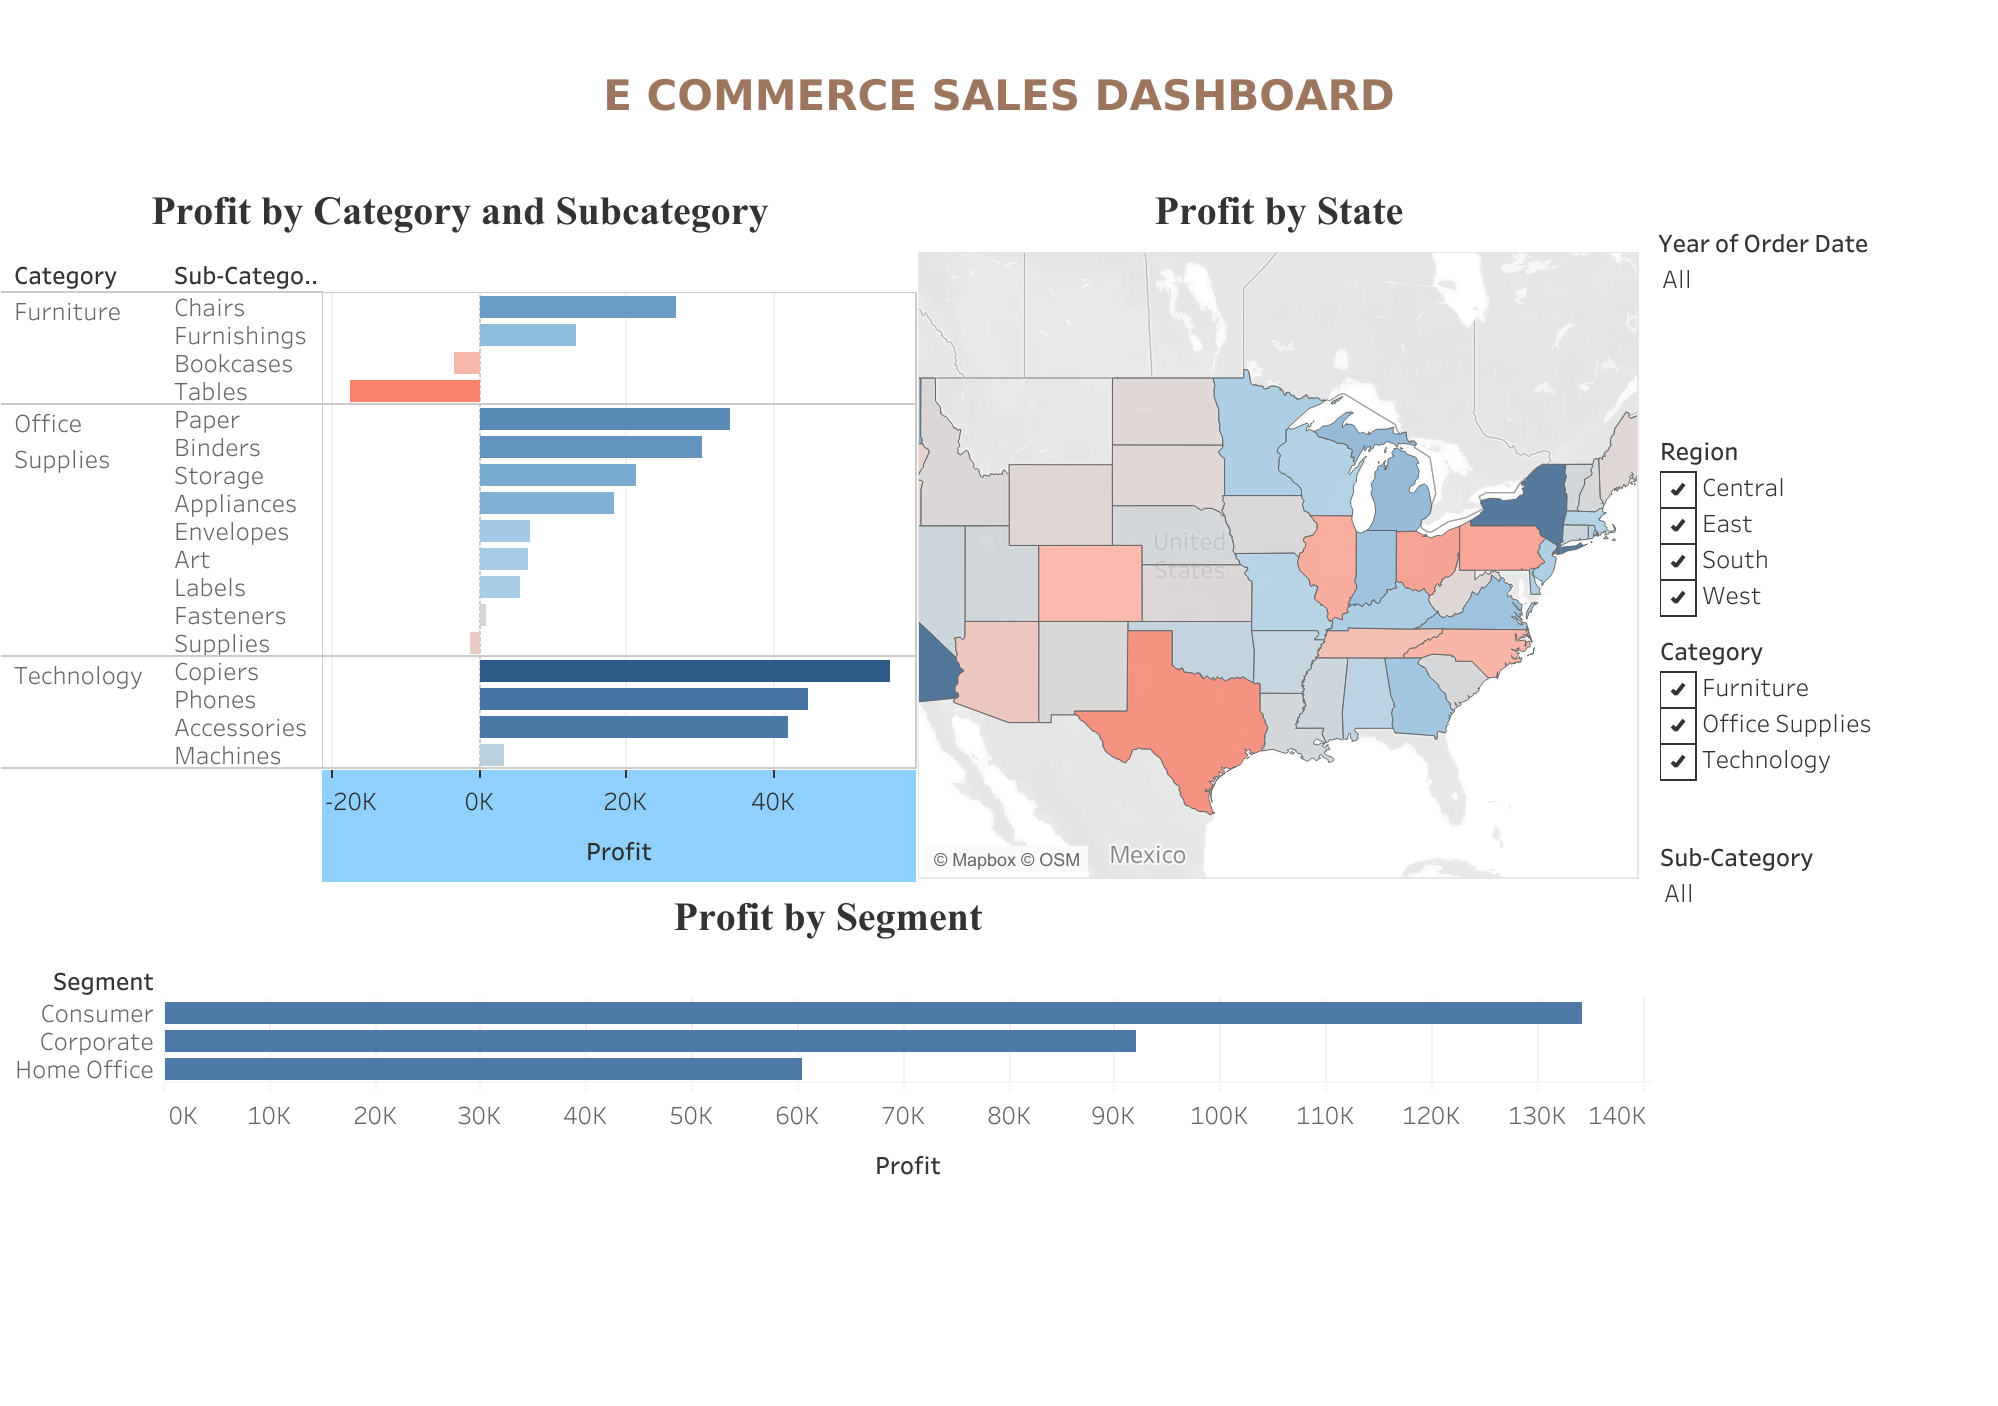 E COMMERCE SALES DASHBOARD
Profit by Category and Subcategory
Category Sub-Catego..
Furniture Chairs
Furnishings
Bookcases
Tables
Office Supplies Paper
Binders
Storage
Appliances
Envelopes
Art
Labels
Fasteners
Supplies
Technology Copiers
Phones
Accessories
Machines
-20K 0K 20K 40K
Profit
Profit by State
United
States
Mexico
© Mapbox © OSM
Year of Order Date
All
Region
Central
East
South
West
Category
Furniture
Office Supplies
Technology
Sub-Category
All
Profit by Segment
Segment
Consumer
Corporate
Home Office
0K 10K 20K 30K 40K 50K 60K 70K 80K 90K 100K 110K 120K 130K 140K
Profit